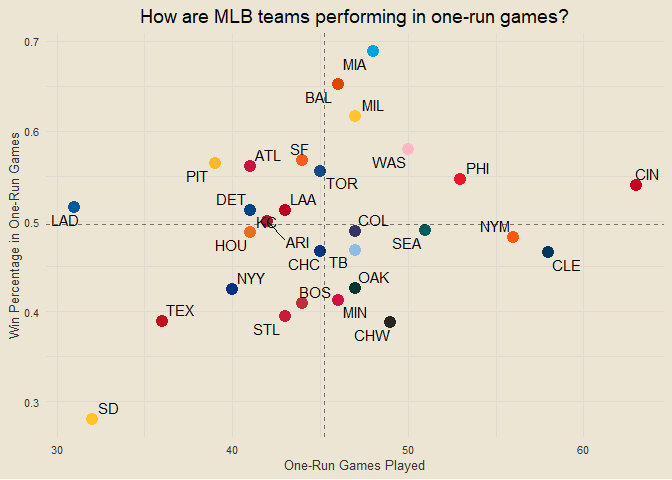 How are MLB teams performing in one-run games?
0.7
MIA
BAL
MIL
0.6
SF
ATL
WAS
PIT
PHI
CIN
TOR
DET
LAA
LAD
0.5
KC
COL
NYM
HOU
ARI
SEA
CHC
TB
CLE
NYY
OAK
BOS
TEX
MIN
0.4
STL
CHW
SD
0.3
30
40
50
60
One-Run Games Played
Win Percentage in One-Run Games